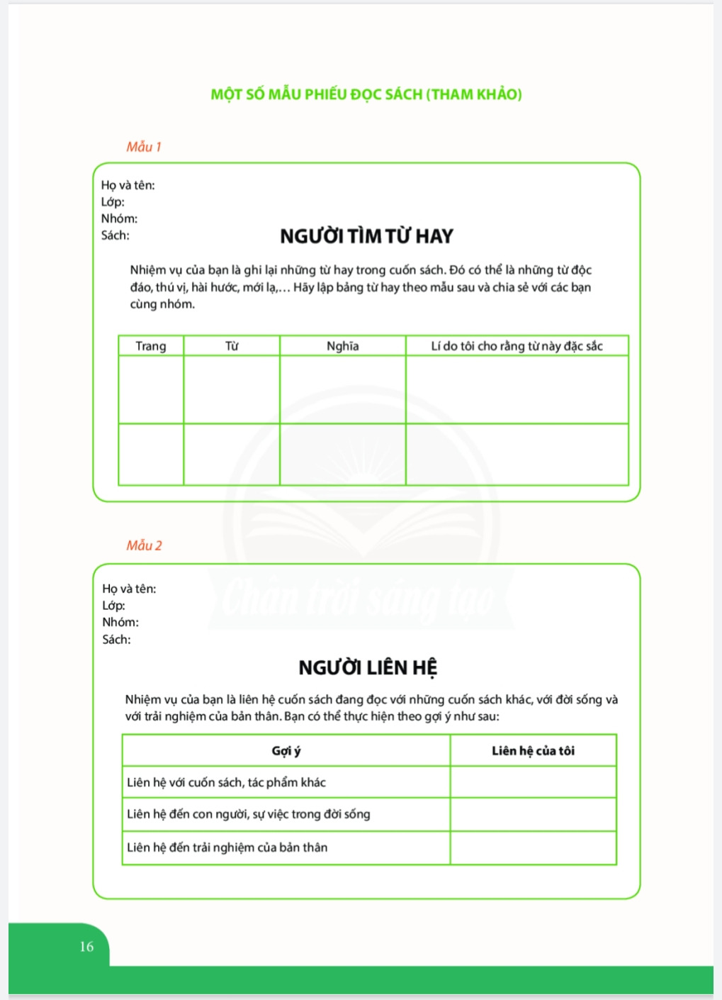 MỘT SỐ MẪU PHIẾU ĐỌC SÁCH (THAM KHẢO)
Mẫu 1
Họ và tên:
Lớp:
Nhóm:
Sách:
NGƯỜI TÌM TỪ HAY
Nhiệm vụ của bạn là ghi lại những từ hay trong cuốn sách. Đó có thể là những từ độc
đáo, thú vị, hài hước, mới lạ,... Hãy lập bảng từ hay theo mẫu sau và chia sẻ với các bạn
cùng nhóm.
Trang Từ Nghĩa Lí do tôi cho rằng từ này đặc sắc
Mẫu 2
Chân trời sáng tạo
Họ và tên:
Lớp:
Nhóm:
Sách:
NGƯỜI LIÊN HỆ
Nhiệm vụ của bạn là liên hệ cuốn sách đang đọc với những cuốn sách khác, với đời sống và
với trải nghiệm của bản thân. Bạn có thể thực hiện theo gợi ý như sau:
Gợi ý Liên hệ của tôi
Liên hệ với cuốn sách, tác phẩm khác
Liên hệ đến con người, sự việc trong đời sống
Liên hệ đến trải nghiệm của bản thân
16